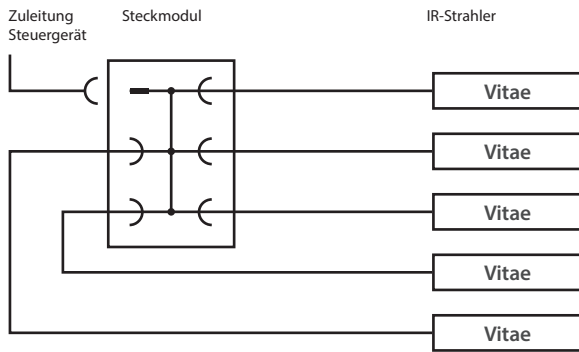 Zuleitung
Steuergerät
Steckmodul
IR-Strahler
Vitae
Vitae
Vitae
Vitae
Vitae